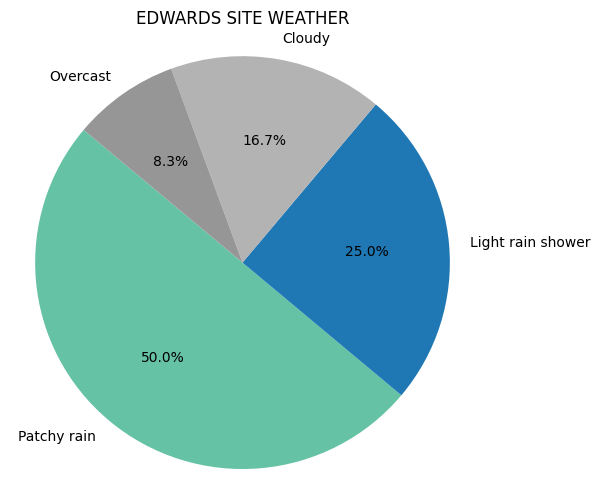 EDWARDS SITE WEATHER
Cloudy
Overcast
16.7%
8.3%
Light rain shower
25.0%
50.0%
Patchy rain